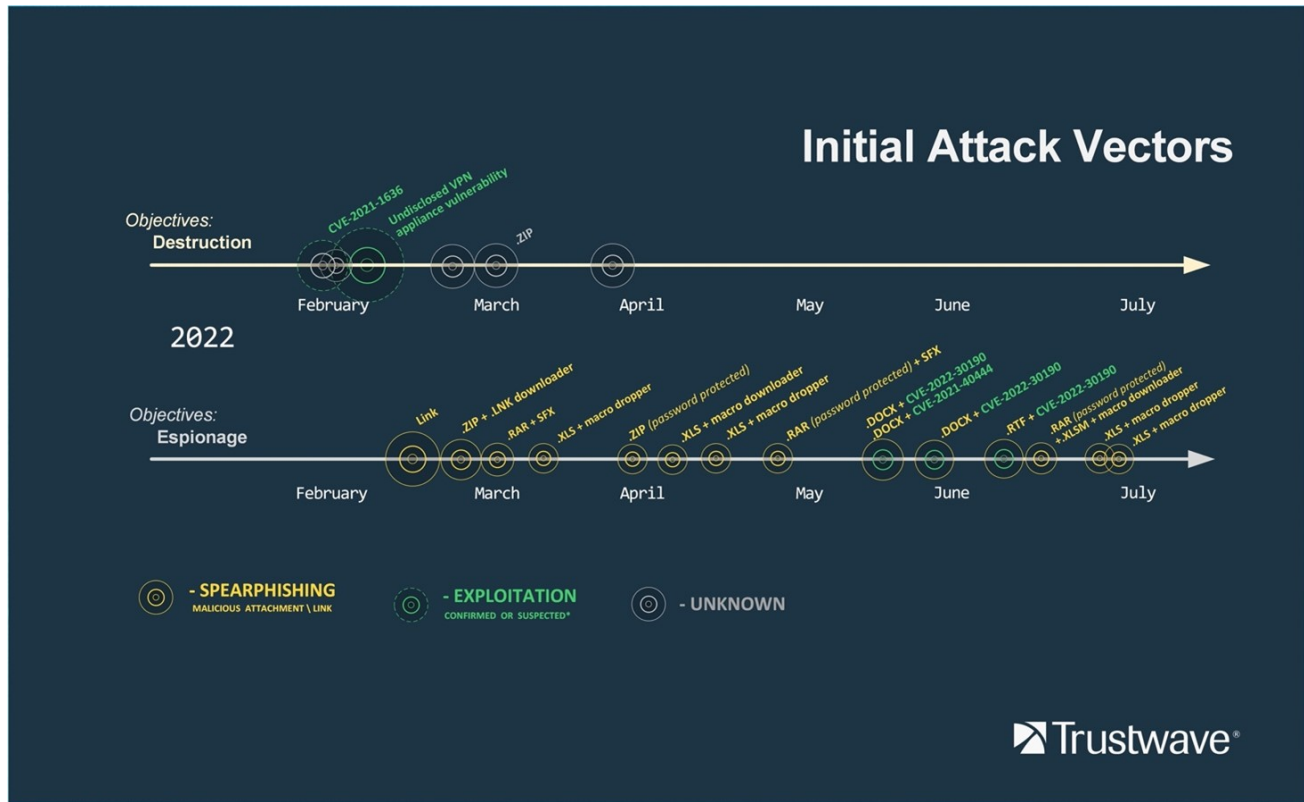 Initial Attack Vectors
Objectives:
Destruction
CVE-2021-1636
Undisclosed VPN
appliance vulnerability
.ZIP
February
March
April
May
June
July
2022
Objectives:
Espionage
Link
.ZIP + .LNK downloader
.RAR + SFX
.XLS + macro dropper
.ZIP (password protected)
.XLS + macro downloader
.XLS + macro dropper
.RAR (password protected) + SFX
.DOCX + CVE-2022-30190
.DOCX + CVE-2021-40444
.DOCX + CVE-2022-30190
.RTF + CVE-2022-30190
.RAR (password protected)
+.XLSM + macro downloader
.XLS + macro dropper
.XLS + macro dropper
February
March
April
May
June
July
- SPEARPHISHING
MALICIOUS ATTACHMENT \ LINK
- EXPLOITATION
CONFIRMED OR SUSPECTED*
- UNKNOWN
Trustwave®